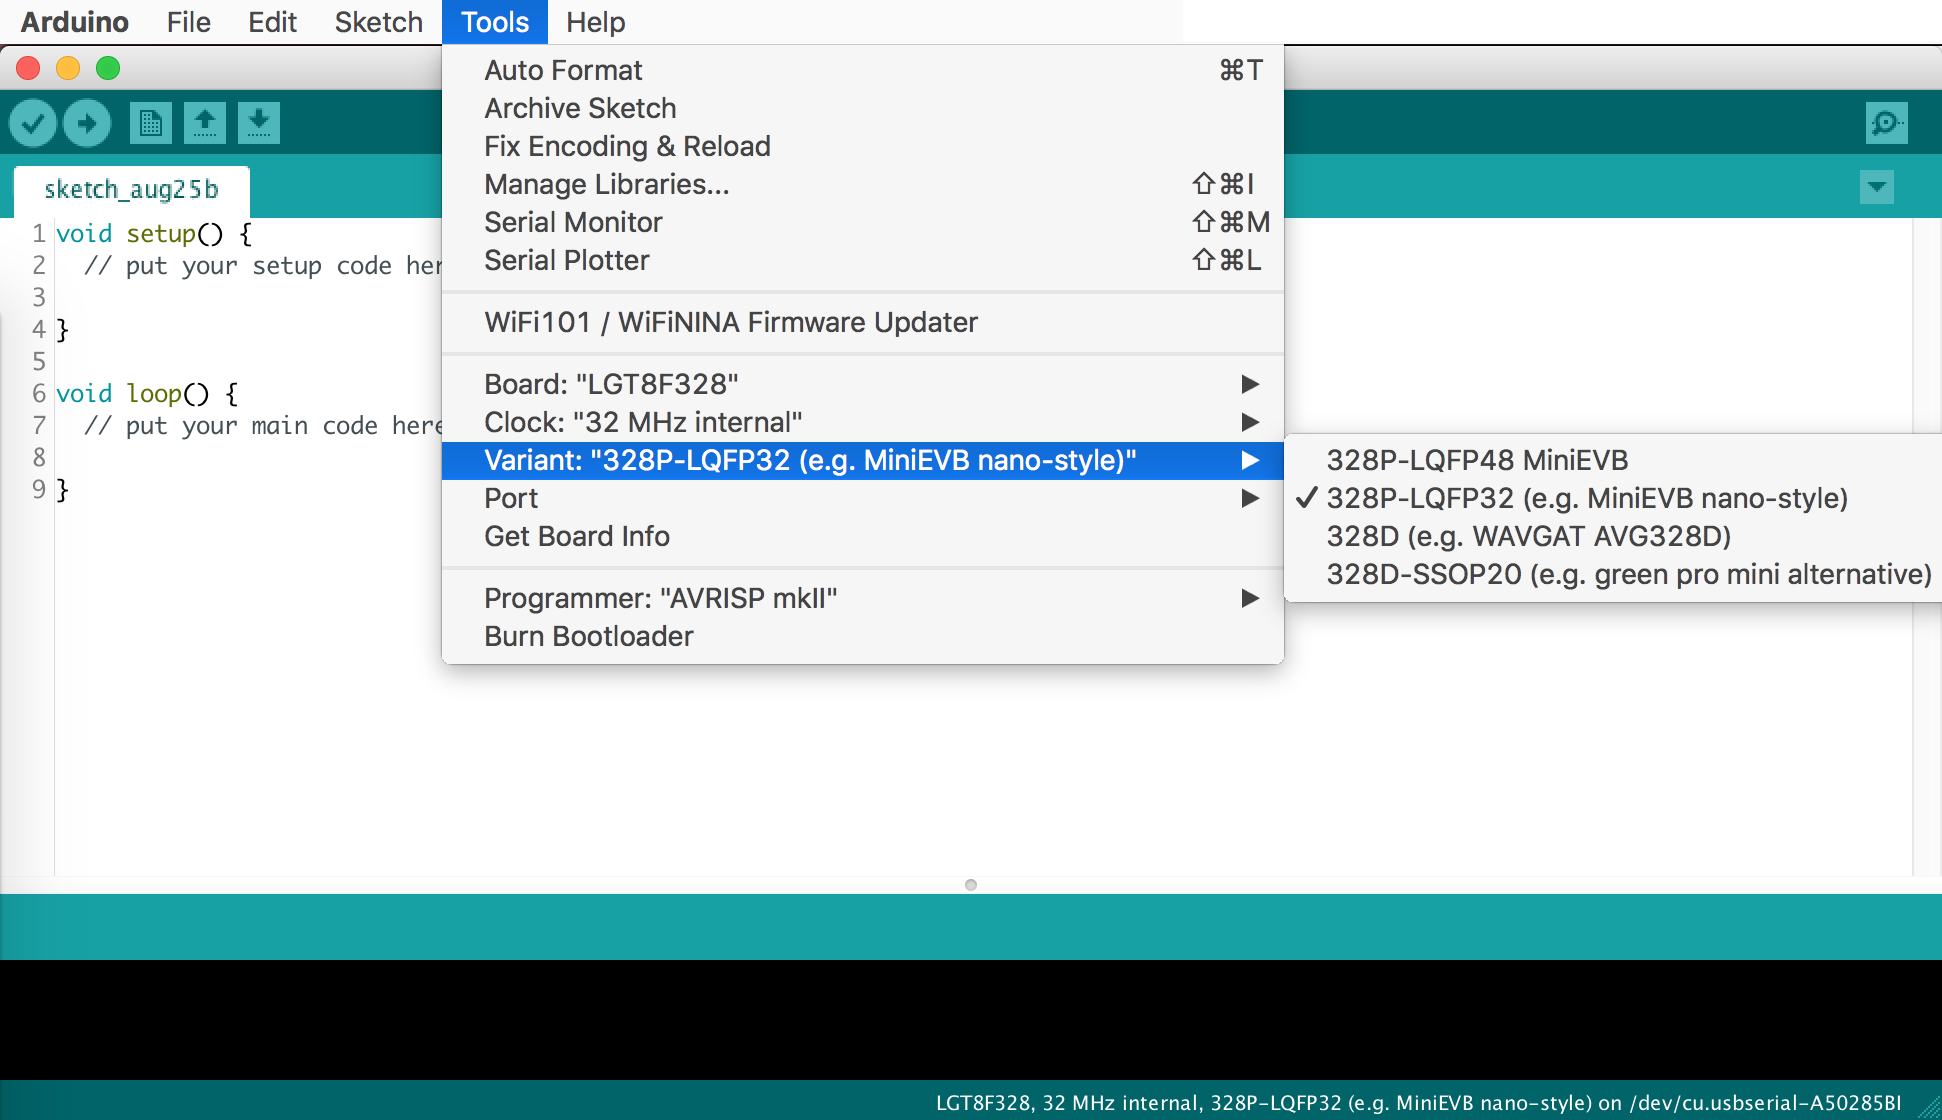 Arduino File Edit Sketch Tools Help
Auto Format ⌘T
Archive Sketch
Fix Encoding & Reload
Manage Libraries... ⇧⌘I
Serial Monitor ⇧⌘M
Serial Plotter ⇧⌘L
WiFi101 / WiFiNINA Firmware Updater
Board: "LGT8F328"
Clock: "32 MHz internal"
Variant: "328P-LQFP32 (e.g. MiniEVB nano-style)"
Port
Get Board Info
Programmer: "AVRISP mkII"
Burn Bootloader
328P-LQFP48 MiniEVB
✓ 328P-LQFP32 (e.g. MiniEVB nano-style)
328D (e.g. WAVGAT AVG328D)
328D-SSOP20 (e.g. green pro mini alternative)
sketch_aug25b
1 void setup() {
2 // put your setup code her
3
4 }
5
6 void loop() {
7 // put your main code here
8
9 }
LGT8F328, 32 MHz internal, 328P-LQFP32 (e.g. MiniEVB nano-style) on /dev/cu.usbserial-A50285BI